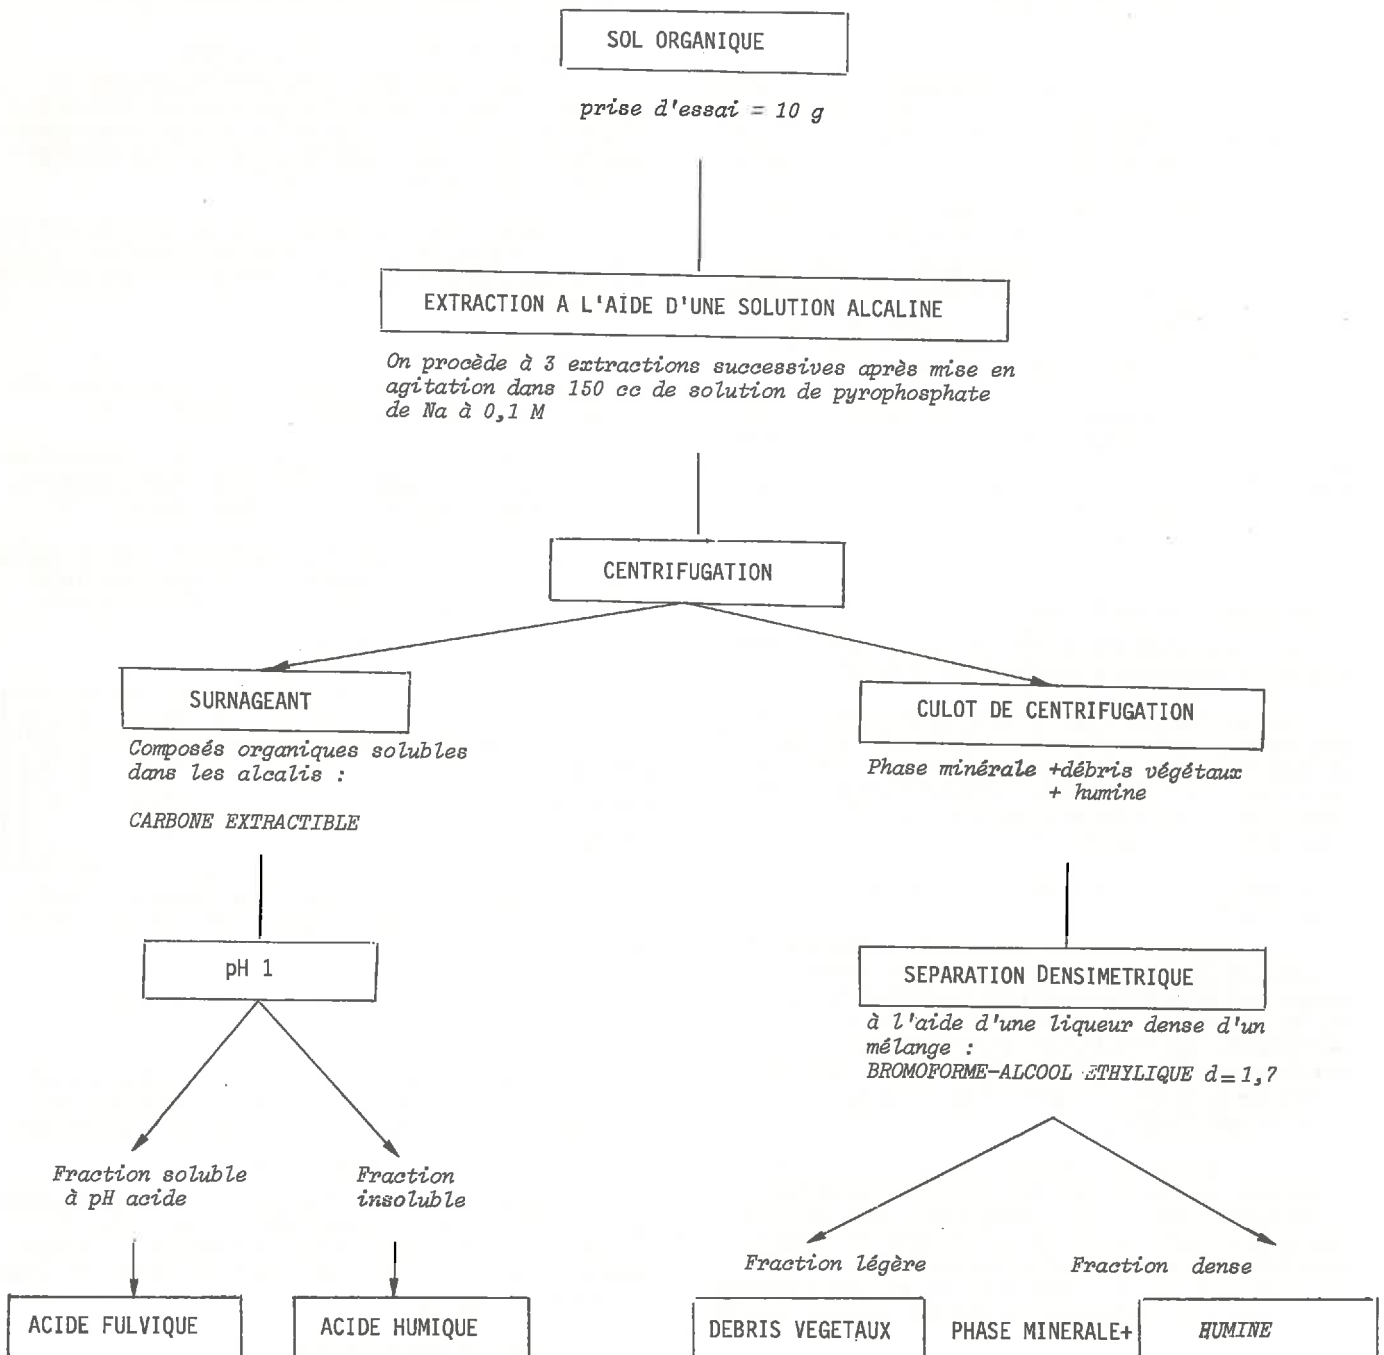 SOL ORGANIQUE
prise d'essai = 10 g
EXTRACTION A L'AIDE D'UNE SOLUTION ALCALINE
On procède à 3 extractions successives après mise en
agitation dans 150 cc de solution de pyrophosphate
de Na à 0,1 M
CENTRIFUGATION
SURNAGEANT
Composés organiques solubles
dans les alcalis :
CARBONE EXTRACTIBLE
CULOT DE CENTRIFUGATION
Phase minérale +débris végétaux
+ humine
pH 1
SEPARATION DENSIMETRIQUE
à l'aide d'une liqueur dense d'un
mélange :
BROMOFORME-ALCOOL ETHYLIQUE d= 1,7
Fraction soluble
à pH acide
Fraction
insoluble
Fraction légère
Fraction dense
ACIDE FULVIQUE
ACIDE HUMIQUE
DEBRIS VEGETAUX
PHASE MINERALE+
HUMINE